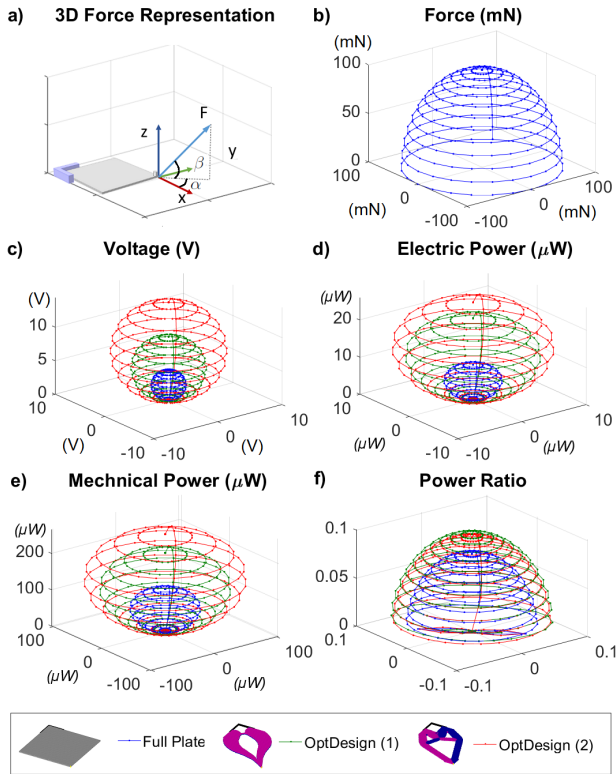 a) 3D Force Representation
z
F
β
y
α
x
b) Force (mN)
(mN)
100
50
0
100
0
-100
(mN)
-100
0
100
(mN)
c) Voltage (V)
(V)
10
5
0
10
0
-10
(V)
-10
0
10
(V)
d) Electric Power (μW)
(μW)
20
10
0
10
0
-10
(μW)
-10
0
10
(μW)
e) Mechnical Power (μW)
(μW)
200
100
0
100
0
-100
(μW)
-100
0
100
(μW)
f) Power Ratio
0.1
0.05
0
0.1
0
-0.1
-0.1
0
0.1
Full Plate
OptDesign (1)
OptDesign (2)